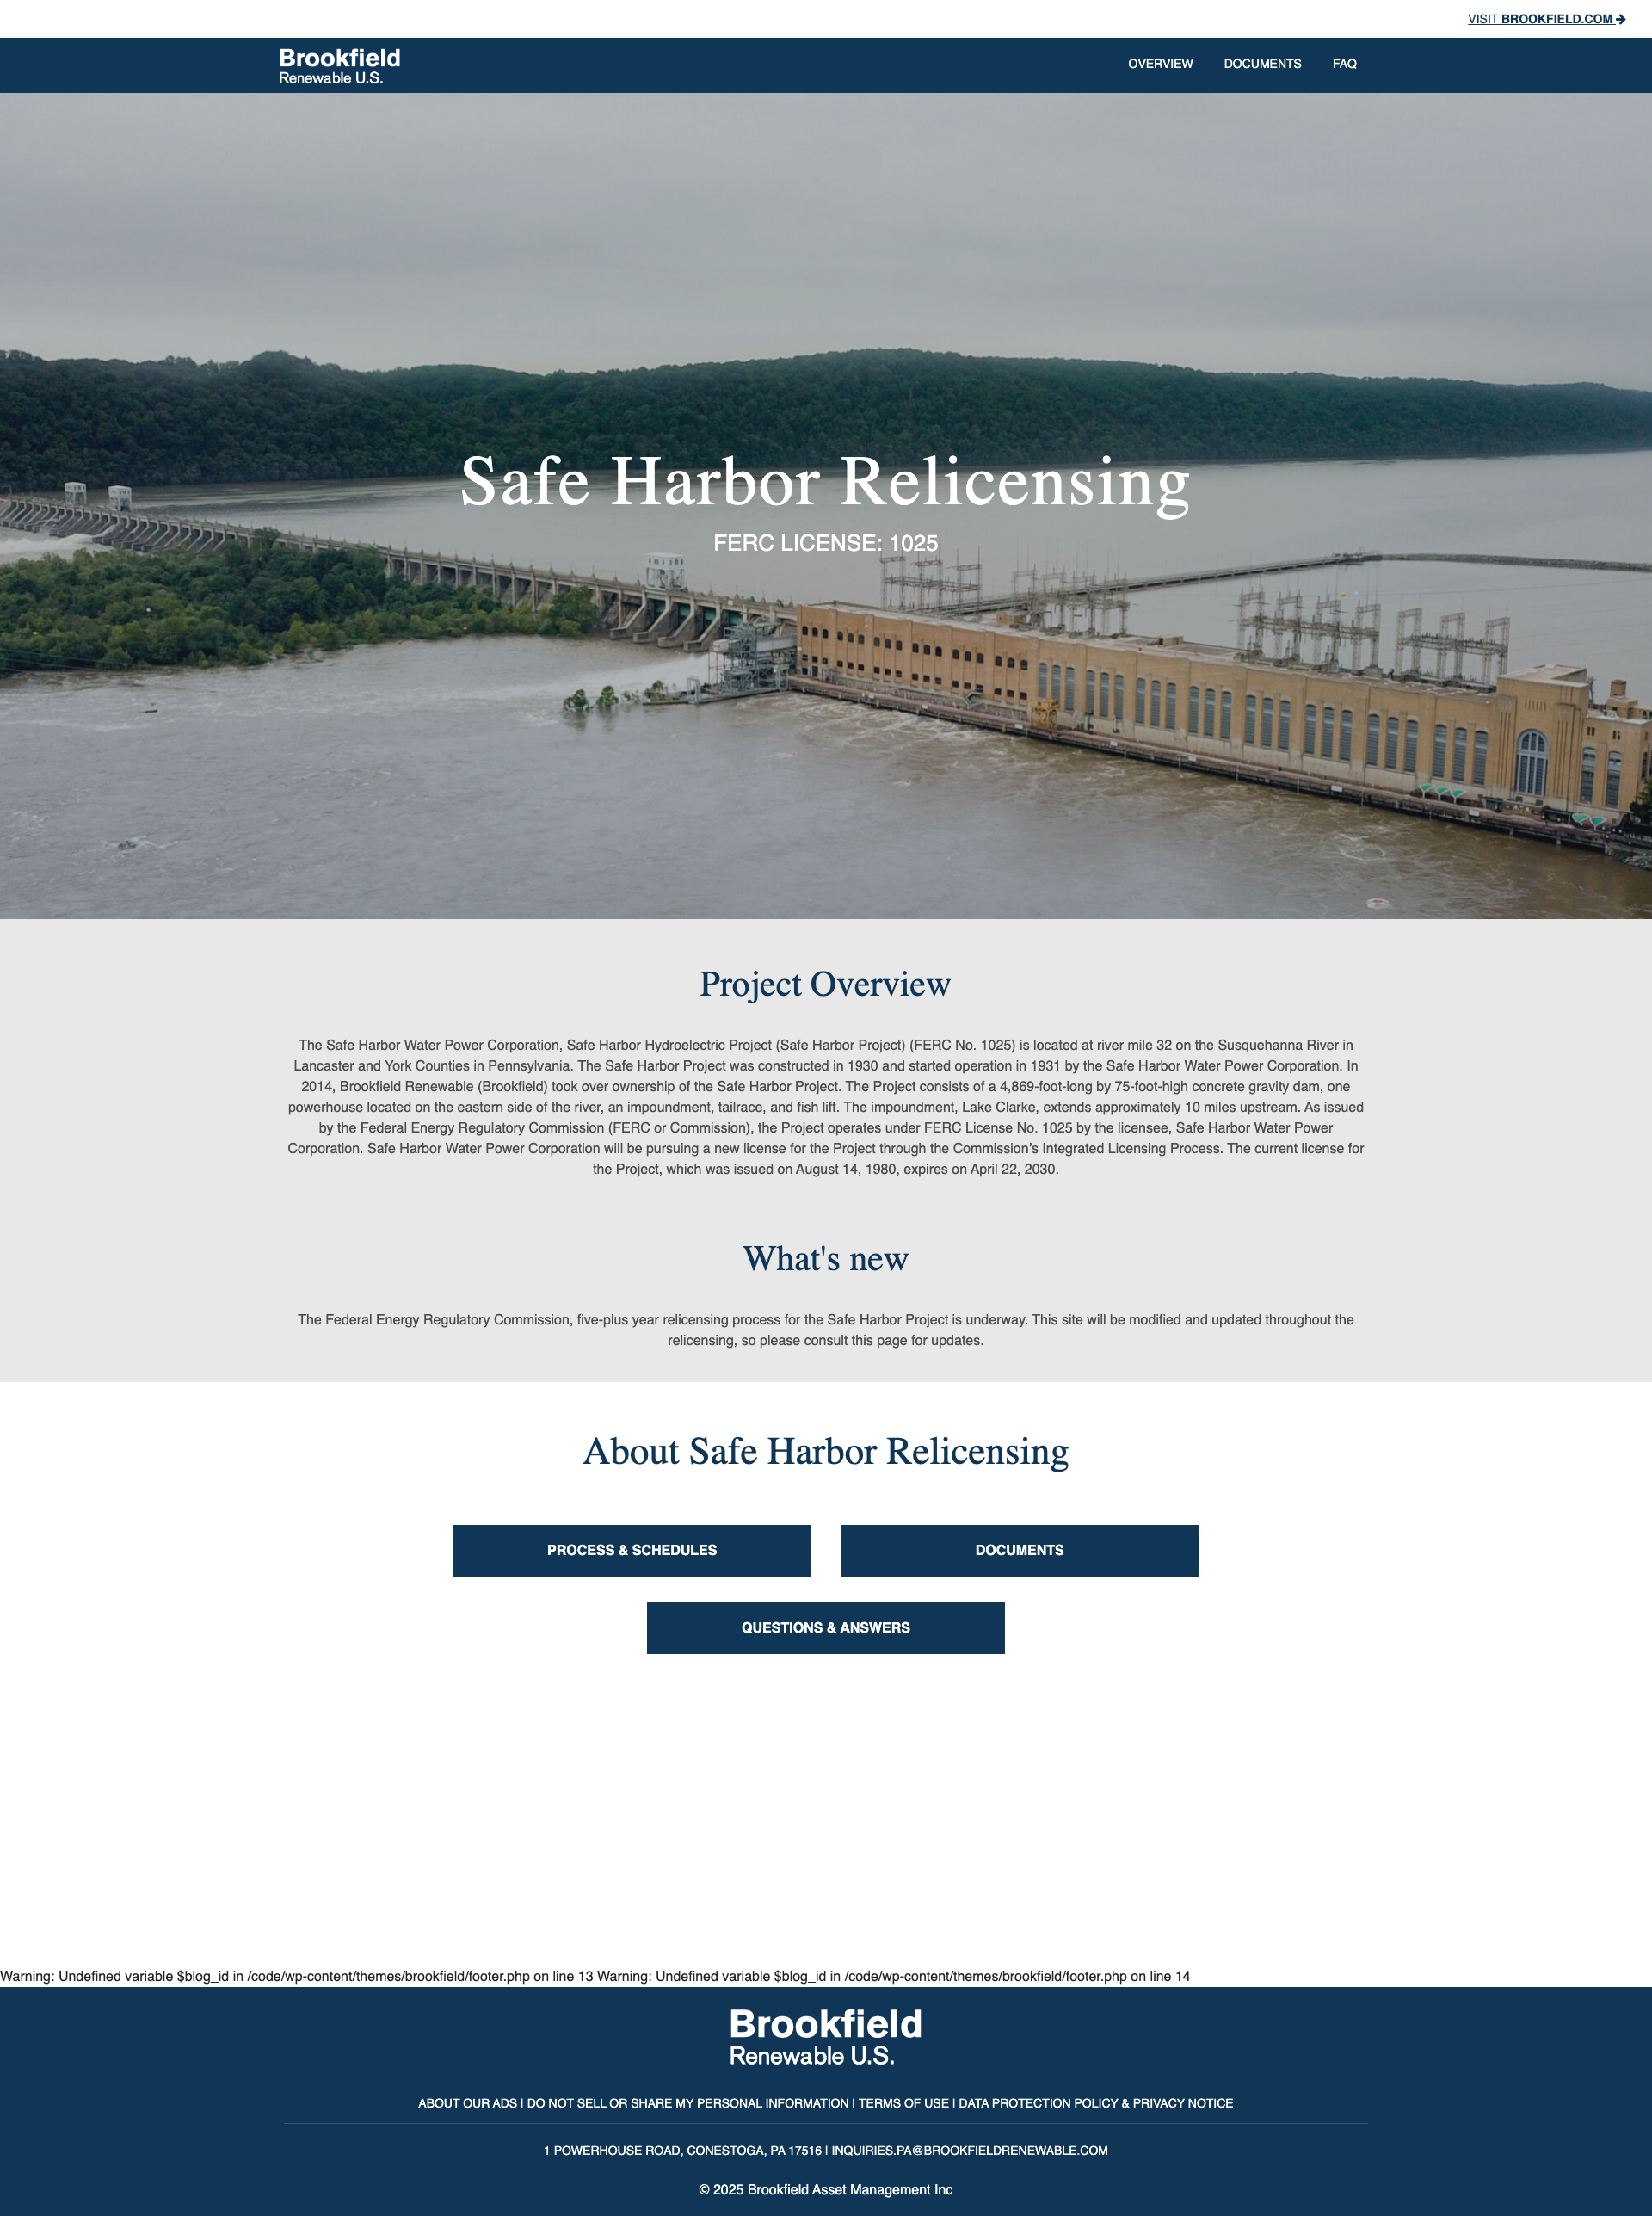 VISIT BROOKFIELD.COM
Brookfield
Renewable U.S.
OVERVIEW DOCUMENTS FAQ
Safe Harbor Relicensing
FERC LICENSE: 1025
Project Overview
The Safe Harbor Water Power Corporation, Safe Harbor Hydroelectric Project (Safe Harbor Project) (FERC No. 1025) is located at river mile 32 on the Susquehanna River in
Lancaster and York Counties in Pennsylvania. The Safe Harbor Project was constructed in 1930 and started operation in 1931 by the Safe Harbor Water Power Corporation. In
2014, Brookfield Renewable (Brookfield) took over ownership of the Safe Harbor Project. The Project consists of a 4,869-foot-long by 75-foot-high concrete gravity dam, one
powerhouse located on the eastern side of the river, an impoundment, tailrace, and fish lift. The impoundment, Lake Clarke, extends approximately 10 miles upstream. As issued
by the Federal Energy Regulatory Commission (FERC or Commission), the Project operates under FERC License No. 1025 by the licensee, Safe Harbor Water Power
Corporation. Safe Harbor Water Power Corporation will be pursuing a new license for the Project through the Commission’s Integrated Licensing Process. The current license for
the Project, which was issued on August 14, 1980, expires on April 22, 2030.
What's new
The Federal Energy Regulatory Commission, five-plus year relicensing process for the Safe Harbor Project is underway. This site will be modified and updated throughout the
relicensing, so please consult this page for updates.
About Safe Harbor Relicensing
PROCESS & SCHEDULES
DOCUMENTS
QUESTIONS & ANSWERS
Warning: Undefined variable $blog_id in /code/wp-content/themes/brookfield/footer.php on line 13 Warning: Undefined variable $blog_id in /code/wp-content/themes/brookfield/footer.php on line 14
Brookfield
Renewable U.S.
ABOUT OUR ADS | DO NOT SELL OR SHARE MY PERSONAL INFORMATION | TERMS OF USE | DATA PROTECTION POLICY & PRIVACY NOTICE
1 POWERHOUSE ROAD, CONESTOGA, PA 17516 | INQUIRIES.PA@BROOKFIELDRENEWABLE.COM
© 2025 Brookfield Asset Management Inc